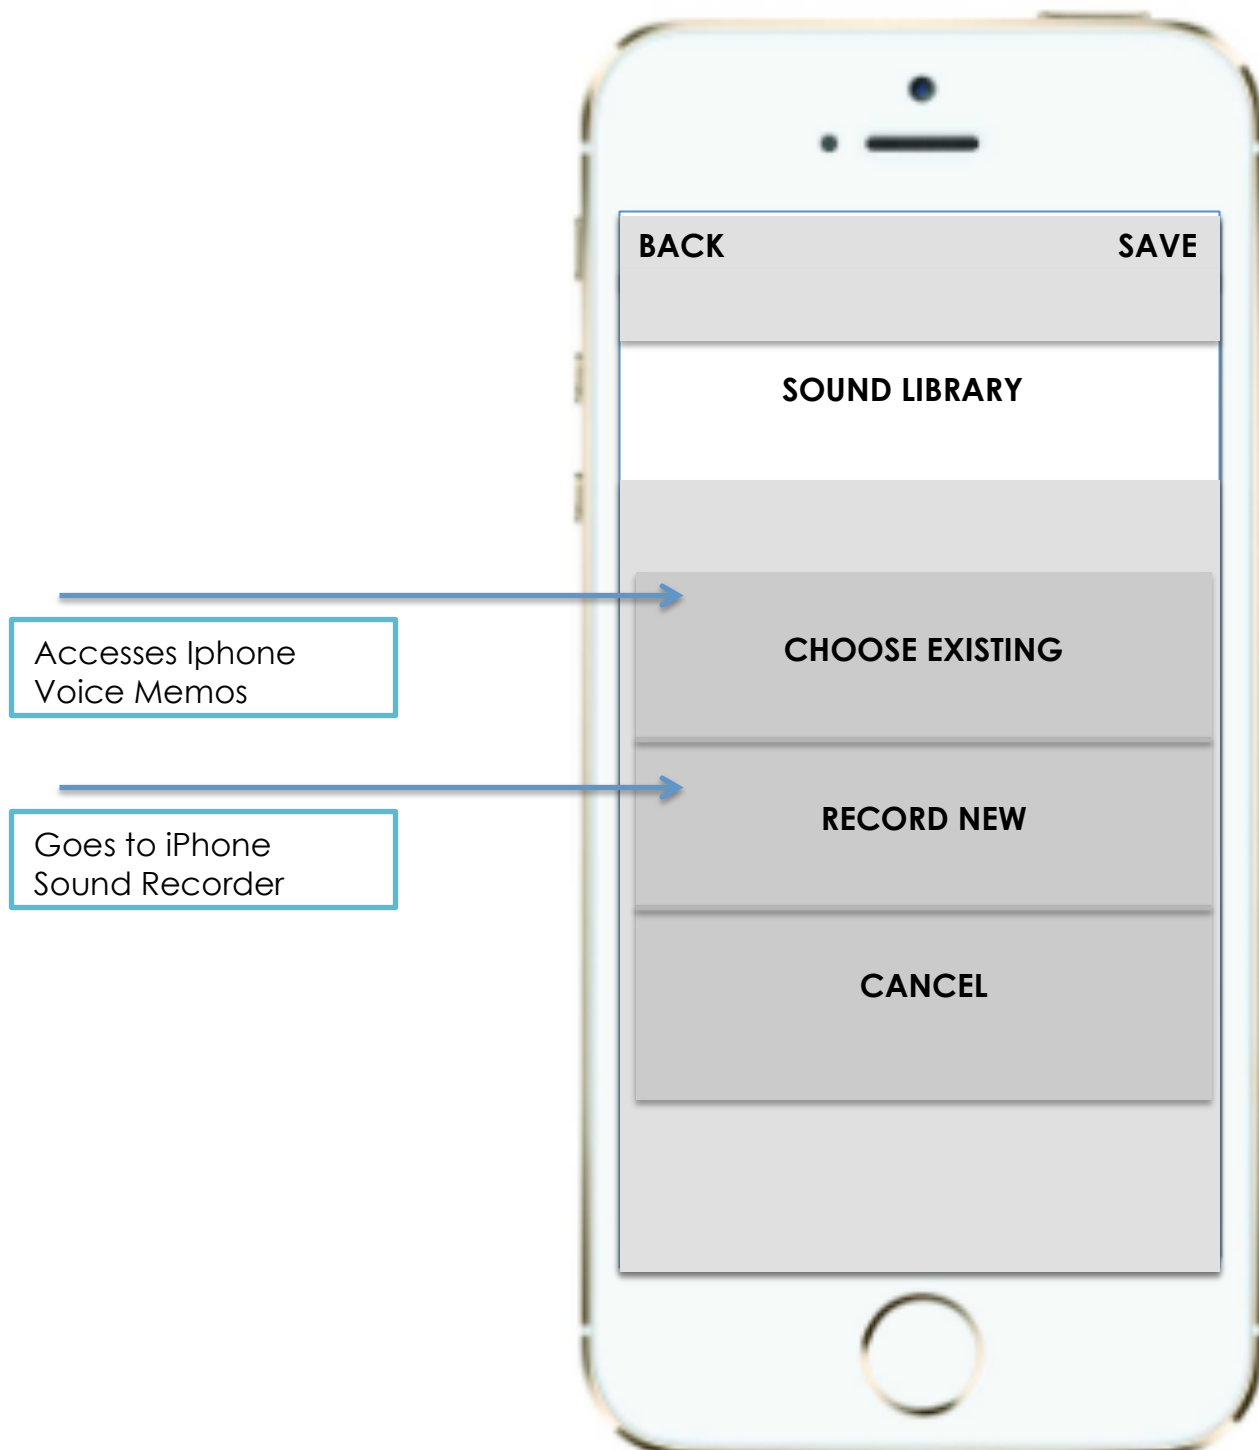 BACK SAVE
SOUND LIBRARY
Accesses Iphone
Voice Memos
CHOOSE EXISTING
Goes to iPhone
Sound Recorder
RECORD NEW
CANCEL